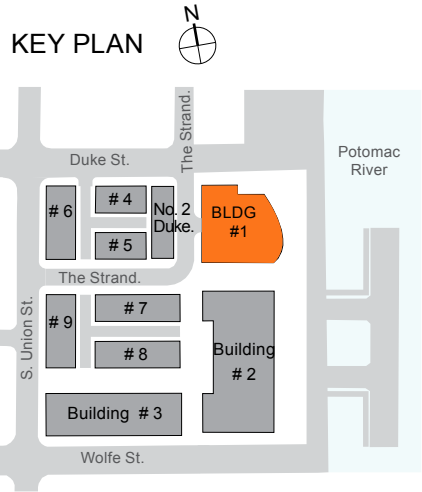 N
KEY PLAN
The Strand.
Duke St.
Potomac
River
# 6
# 4
No. 2
Duke.
BLDG
#1
# 5
The Strand.
# 9
# 7
# 8
S. Union St.
Building
# 2
Building # 3
Wolfe St.